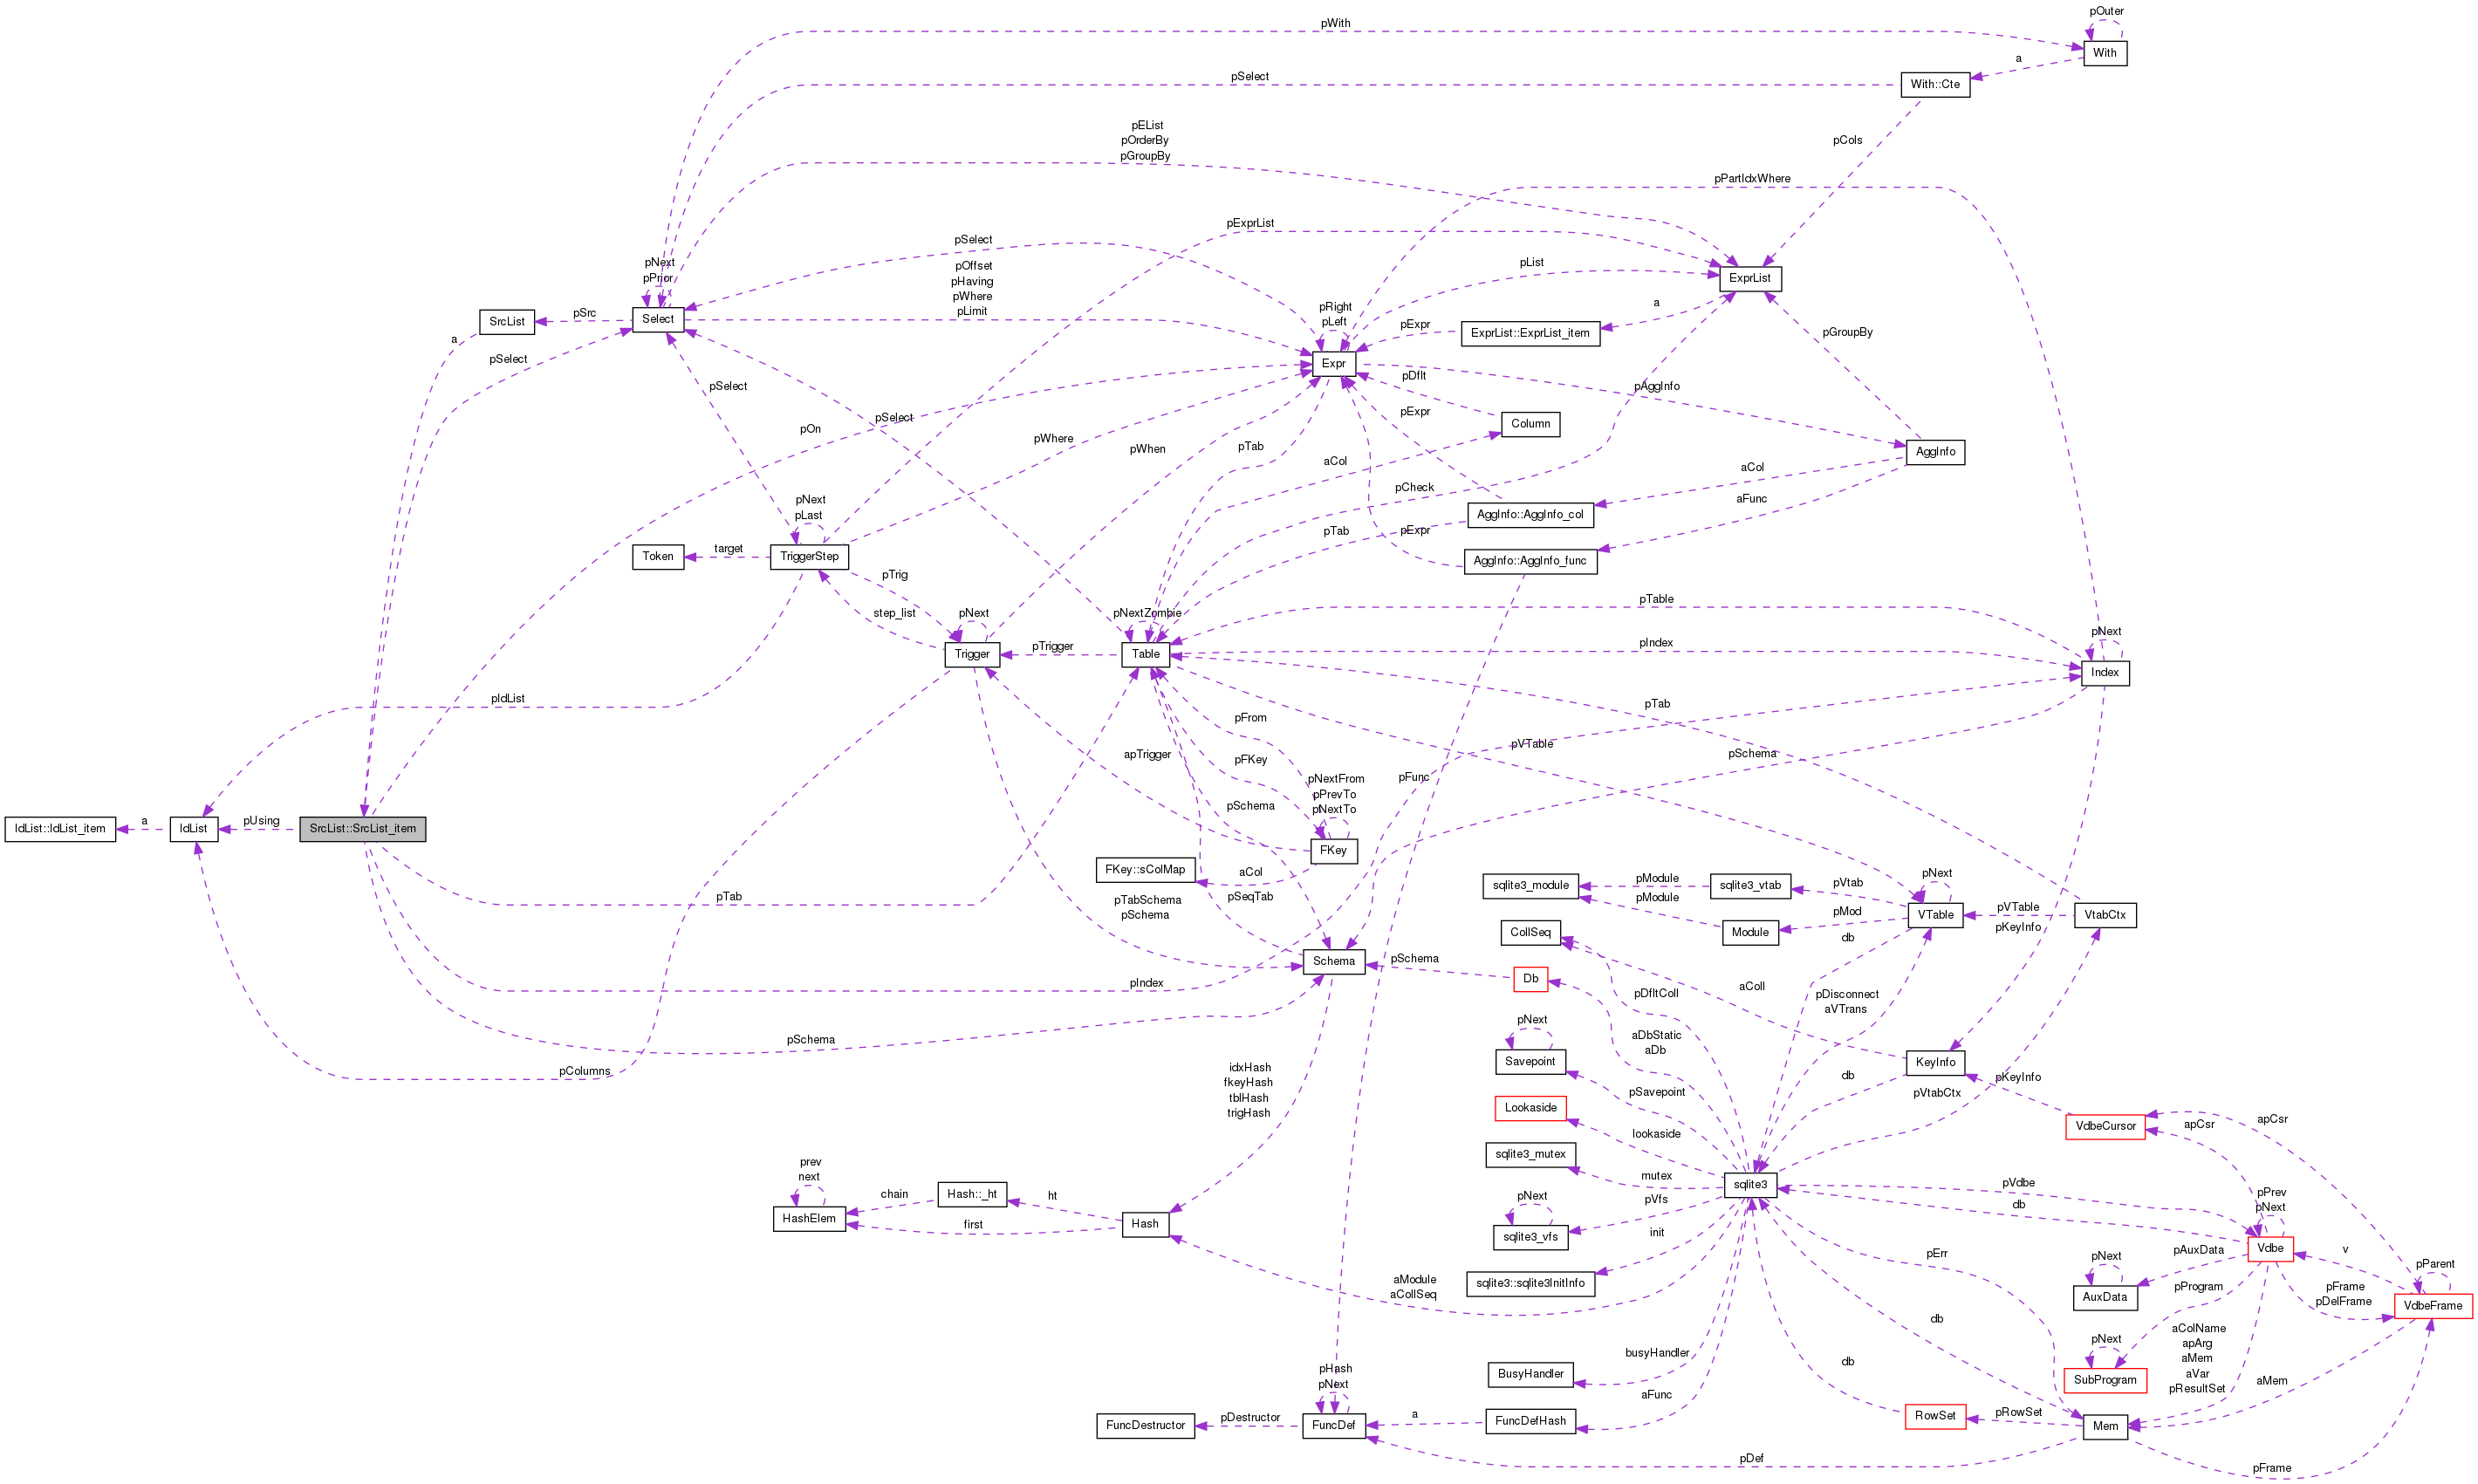 pOuter
pWith
With
a
pSelect
With::Cte
pEList
pOrderBy
pGroupBy
pCols
pPartIdxWhere
pExprList
pSelect
pNext
pPrior
pOffset
pHaving
pWhere
pLimit
pList
ExprList
a
pRight
pLeft
SrcList
pSrc
Select
pExpr
ExprList::ExprList_item
pGroupBy
a
pSelect
Expr
pDflt
pAggInfo
pSelect
pSelect
pExpr
Column
pOn
pWhere
pWhen
pTab
AggInfo
aCol
aCol
pCheck
aFunc
pNext
pLast
AggInfo::AggInfo_col
pTab
pExpr
Token
target
TriggerStep
AggInfo::AggInfo_func
pTrig
pTable
step_list
pNext
pNextZombie
pNext
Trigger
pTrigger
Table
pIndex
Index
pIdList
pTab
pFrom
pVTable
pSchema
apTrigger
pFKey
pNextFrom
pPrevTo
pNextTo
pFunc
pSchema
IdList::IdList_item
a
IdList
pUsing
SrcList::SrcList_item
FKey
FKey::sColMap
aCol
sqlite3_module
pModule
sqlite3_vtab
pVtab
pNext
pTab
pTabSchema
pSchema
pSeqTab
pModule
pMod
VTable
pVTable
VtabCtx
CollSeq
Module
db
pKeyInfo
Schema
pSchema
Db
pIndex
pDfltColl
aColl
pDisconnect
aVTrans
pNext
aDbStatic
aDb
pSchema
Savepoint
KeyInfo
pColumns
idxHash
fkeyHash
tblHash
trigHash
pSavepoint
db
pVtabCtx
pKeyInfo
Lookaside
lookaside
VdbeCursor
apCsr
apCsr
sqlite3_mutex
mutex
prev
next
chain
Hash::_ht
ht
sqlite3
pVdbe
pPrev
pNext
pNext
pVfs
db
HashElem
first
Hash
sqlite3_vfs
init
pErr
pAuxData
Vdbe
v
pNext
pParent
aModule
aCollSeq
sqlite3::sqlite3InitInfo
AuxData
pProgram
pFrame
pDelFrame
VdbeFrame
db
pNext
aColName
apArg
aMem
aVar
pResultSet
busyHandler
db
pHash
pNext
BusyHandler
SubProgram
aMem
aFunc
FuncDestructor
pDestructor
FuncDef
a
FuncDefHash
RowSet
pRowSet
Mem
pDef
pFrame